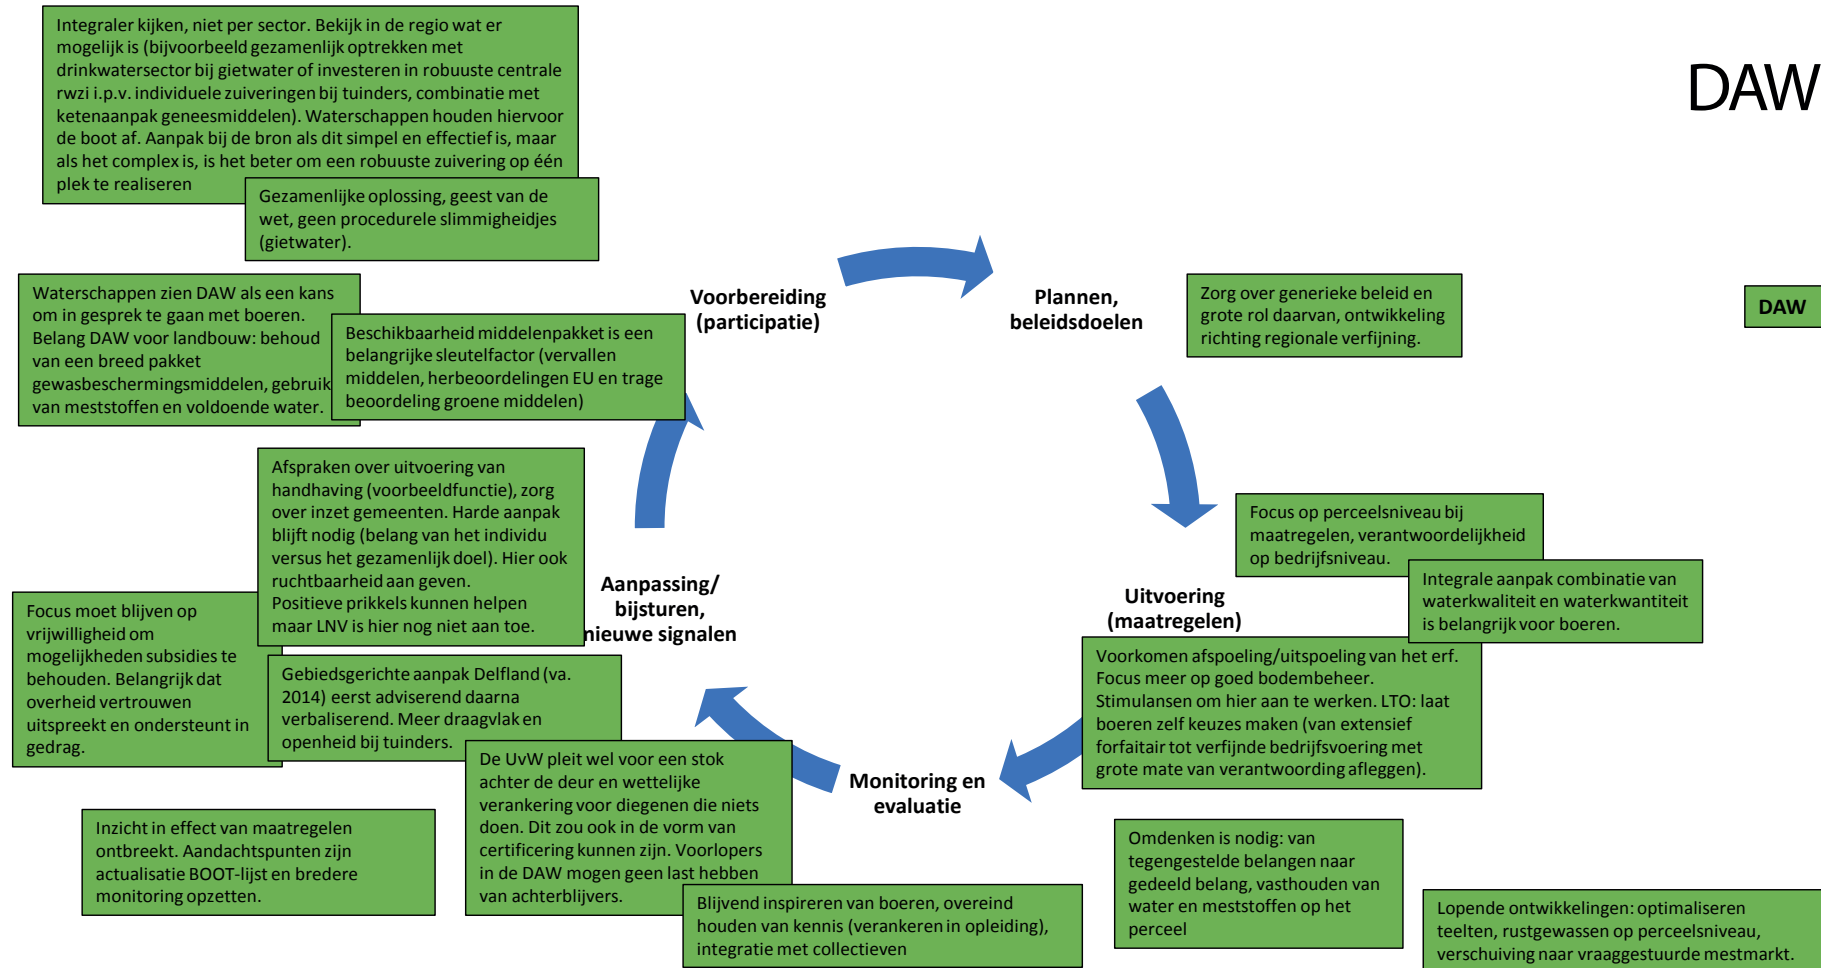 Integraler kijken, niet per sector. Bekijk in de regio wat er
mogelijk is (bijvoorbeeld gezamenlijk optrekken met
drinkwatersector bij gietwater of investeren in robuuste centrale
rwzi i.p.v. individuele zuiveringen bij tuinders, combinatie met
ketenaanpak geneesmiddelen). Waterschappen houden hiervoor
de boot af. Aanpak bij de bron als dit simpel en effectief is, maar
als het complex is, is het beter om een robuuste zuivering op één
plek te realiseren
DAW
Gezamenlijke oplossing, geest van de
wet, geen procedurele slimmigheidjes
(gietwater).
Waterschappen zien DAW als een kans
om in gesprek te gaan met boeren.
Belang DAW voor landbouw: behoud
van een breed pakket
gewasbeschermingsmiddelen, gebruik
van meststoffen en voldoende water.
Beschikbaarheid middelenpakket is een
belangrijke sleutelfactor (vervallen
middelen, herbeoordelingen EU en trage
beoordeling groene middelen)
Voorbereiding
(participatie)
Plannen,
beleidsdoelen
Zorg over generieke beleid en
grote rol daarvan, ontwikkeling
richting regionale verfijning.
DAW
Afspraken over uitvoering van
handhaving (voorbeeldfunctie), zorg
over inzet gemeenten. Harde aanpak
blijft nodig (belang van het individu
versus het gezamenlijk doel). Hier ook
ruchtbaarheid aan geven.
Positieve prikkels kunnen helpen
maar LNV is hier nog niet aan toe.
Aanpassing/
bijsturen,
nieuwe signalen
Focus op perceelsniveau bij
maatregelen, verantwoordelijkheid
op bedrijfsniveau.
Integrale aanpak combinatie van
waterkwaliteit en waterkwantiteit
is belangrijk voor boeren.
Uitvoering
(maatregelen)
Focus moet blijven op
vrijwilligheid om
mogelijkheden subsidies te
behouden. Belangrijk dat
overheid vertrouwen
uitspreekt en ondersteunt in
gedrag.
Gebiedsgerichte aanpak Delfland (va.
2014) eerst adviserend daarna
verbaliserend. Meer draagvlak en
openheid bij tuinders.
Voorkomen afspoeling/uitspoeling van het erf.
Focus meer op goed bodembeheer.
Stimulansen om hier aan te werken. LTO: laat
boeren zelf keuzes maken (van extensief
forfaitair tot verfijnde bedrijfsvoering met
grote mate van verantwoording afleggen).
De UvW pleit wel voor een stok
achter de deur en wettelijke
verankering voor diegenen die niets
doen. Dit zou ook in de vorm van
certificering kunnen zijn. Voorlopers
in de DAW mogen geen last hebben
van achterblijvers.
Monitoring en
evaluatie
Inzicht in effect van maatregelen
ontbreekt. Aandachtspunten zijn
actualisatie BOOT-lijst en bredere
monitoring opzetten.
Omdenken is nodig: van
tegengestelde belangen naar
gedeeld belang, vasthouden van
water en meststoffen op het
perceel
Blijvend inspireren van boeren, overeind
houden van kennis (verankeren in opleiding),
integratie met collectieven
Lopende ontwikkelingen: optimaliseren
teelten, rustgewassen op perceelsniveau,
verschuiving naar vraaggestuurde mestmarkt.